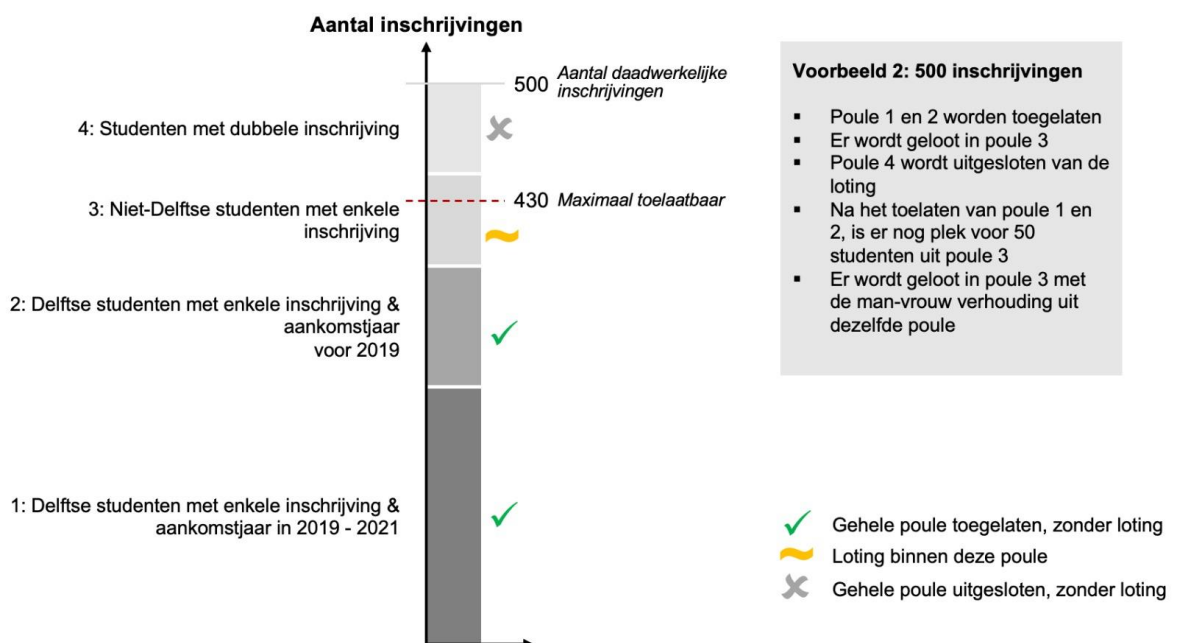 Aantal inschrijvingen
500
Aantal daadwerkelijke
inschrijvingen
4: Studenten met dubbele inschrijving
430
Maximaal toelaatbaar
3: Niet-Delftse studenten met enkele
inschrijving
2: Delftse studenten met enkele inschrijving &
aankomstjaar
voor 2019
1: Delftse studenten met enkele inschrijving &
aankomstjaar in 2019 - 2021
Voorbeeld 2: 500 inschrijvingen
▪ Poule 1 en 2 worden toegelaten
▪ Er wordt geloot in poule 3
▪ Poule 4 wordt uitgesloten van de
loting
▪ Na het toelaten van poule 1 en
2, is er nog plek voor 50
studenten uit poule 3
▪ Er wordt geloot in poule 3 met
de man-vrouw verhouding uit
dezelfde poule
Gehele poule toegelaten, zonder loting
Loting binnen deze poule
Gehele poule uitgesloten, zonder loting